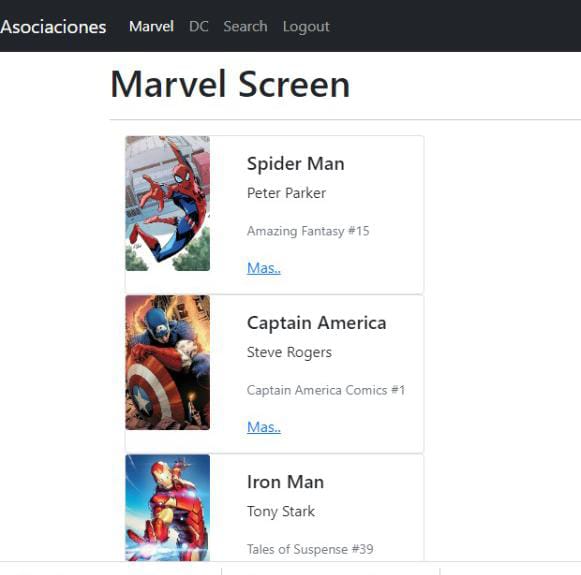 Asociaciones Marvel DC Search Logout
Marvel Screen
Spider Man
Peter Parker
Amazing Fantasy #15
Mas..
Captain America
Steve Rogers
Captain America Comics #1
Mas..
Iron Man
Tony Stark
Tales of Suspense #39